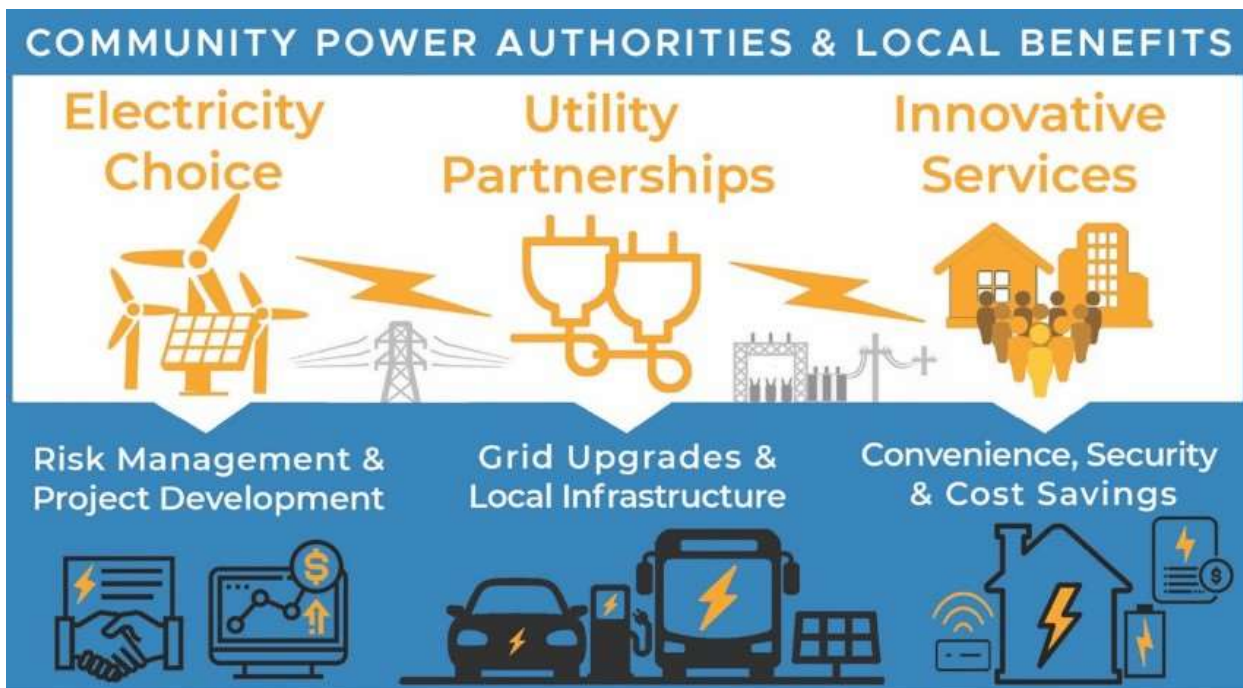 COMMUNITY POWER AUTHORITIES & LOCAL BENEFITS
Electricity
Choice
Utility
Partnerships
Innovative
Services
Risk Management &
Project Development
Grid Upgrades &
Local Infrastructure
Convenience, Security
& Cost Savings
$
$